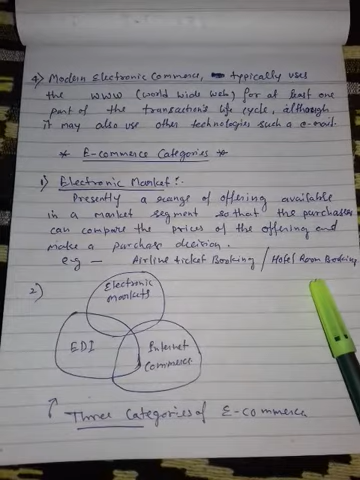 4) Modern Electronic Commerce, typically uses
the WWW (World Wide Web) for at least one
part of the transaction's life cycle, although
it may also use other technologies such a e-mail.
* E-commerce Categories *
1) Electronic Market :-
Presently a range of offering available
in a market segment so that the purchases
can compare the prices of the offering and
make a purchase decision.
e.g - Airline ticket Booking / Hotel Room Booking.
2)
Electronic
markets
EDI
Internet
Commerce
Three Categories of E-commerce